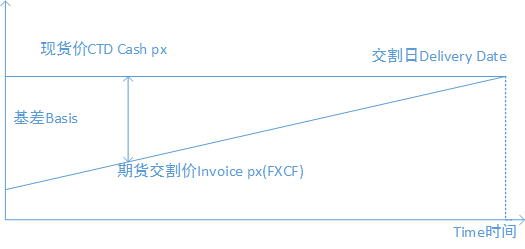 现货价CTD Cash px
交割日Delivery Date
基差Basis
期货交割价Invoice px(FXCF)
Time时间